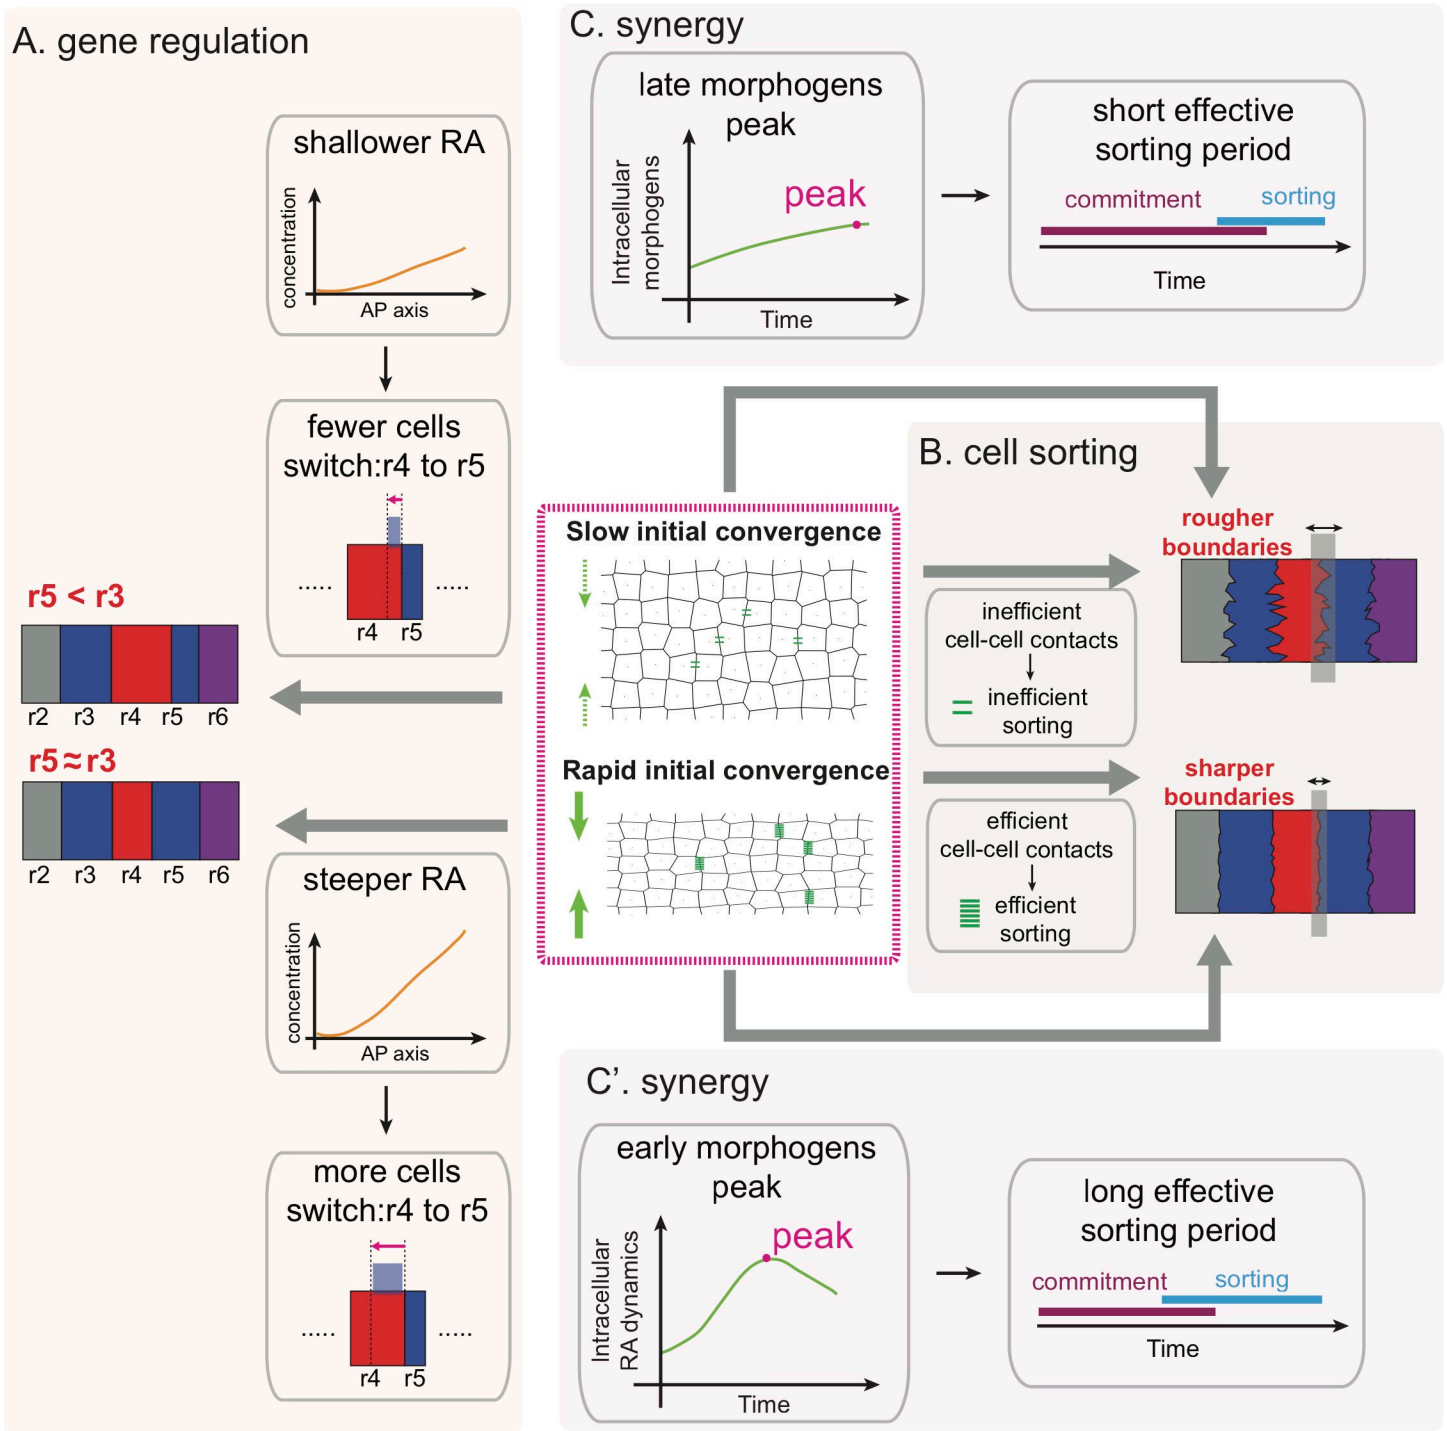 A. gene regulation
shallower RA
concentration
AP axis
fewer cells
switch:r4 to r5
.....
.....
r4
r5
r5 < r3
r2
r3
r4
r5
r6
r5≈r3
r2
r3
r4
r5
r6
steeper RA
concentration
AP axis
more cells
switch:r4 to r5
.....
.....
r4
r5
C. synergy
late morphogens
peak
Intracellular
morphogens
peak
Time
short effective
sorting period
commitment
sorting
Time
Slow initial convergence
Rapid initial convergence
B. cell sorting
rougher
boundaries
inefficient
cell-cell contacts
inefficient
sorting
sharper
boundaries
efficient
cell-cell contacts
efficient
sorting
C’. synergy
early morphogens
peak
Intracellular
RA dynamics
peak
Time
long effective
sorting period
commitment
sorting
Time